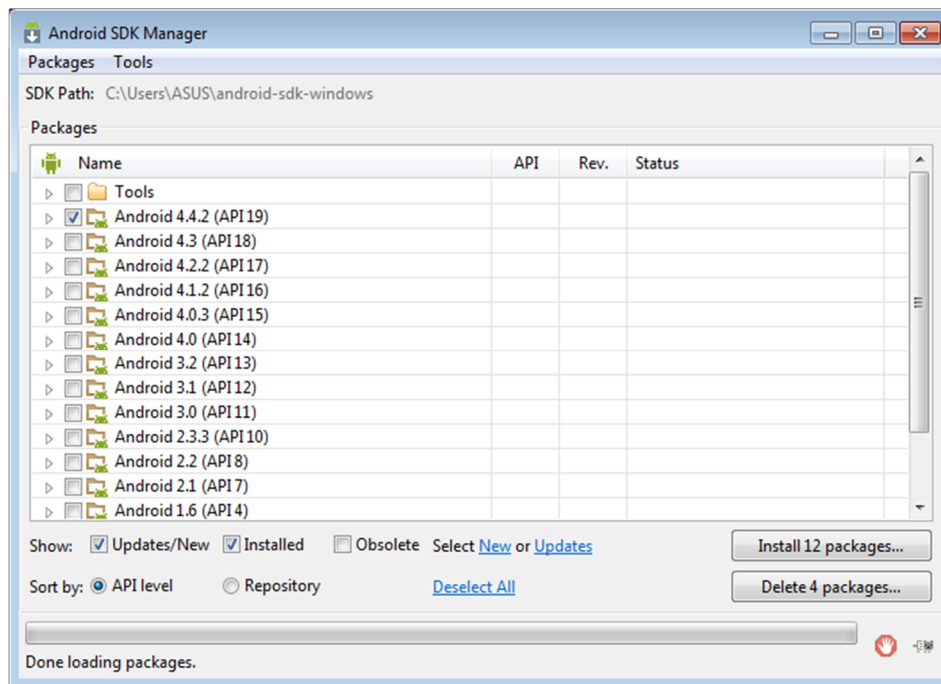 Android SDK Manager
Packages Tools
SDK Path: C:\Users\ASUS\android-sdk-windows
Packages
Name API Rev. Status
Tools
Android 4.4.2 (API 19)
Android 4.3 (API 18)
Android 4.2.2 (API 17)
Android 4.1.2 (API 16)
Android 4.0.3 (API 15)
Android 4.0 (API 14)
Android 3.2 (API 13)
Android 3.1 (API 12)
Android 3.0 (API 11)
Android 2.3.3 (API 10)
Android 2.2 (API 8)
Android 2.1 (API 7)
Android 1.6 (API 4)
Show: Updates/New Installed Obsolete Select New or Updates Install 12 packages...
Sort by: API level Repository Deselect All Delete 4 packages...
Done loading packages.